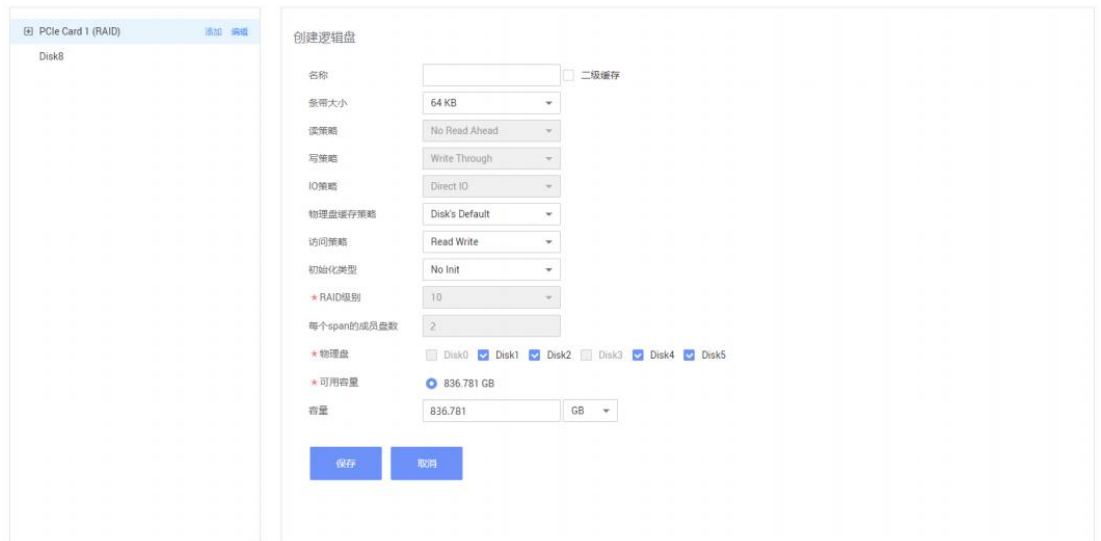 PCIe Card 1 (RAID) 添加 编辑
Disk8
创建逻辑盘
名称 二级缓存
条带大小 64 KB
读策略 No Read Ahead
写策略 Write Through
IO策略 Direct IO
物理盘缓存策略 Disk's Default
访问策略 Read Write
初始化类型 No Init
*RAID级别 10
每个span的成员盘数 2
*物理盘 Disk0 Disk1 Disk2 Disk3 Disk4 Disk5
*可用容量 836.781 GB
容量 836.781 GB
保存 取消